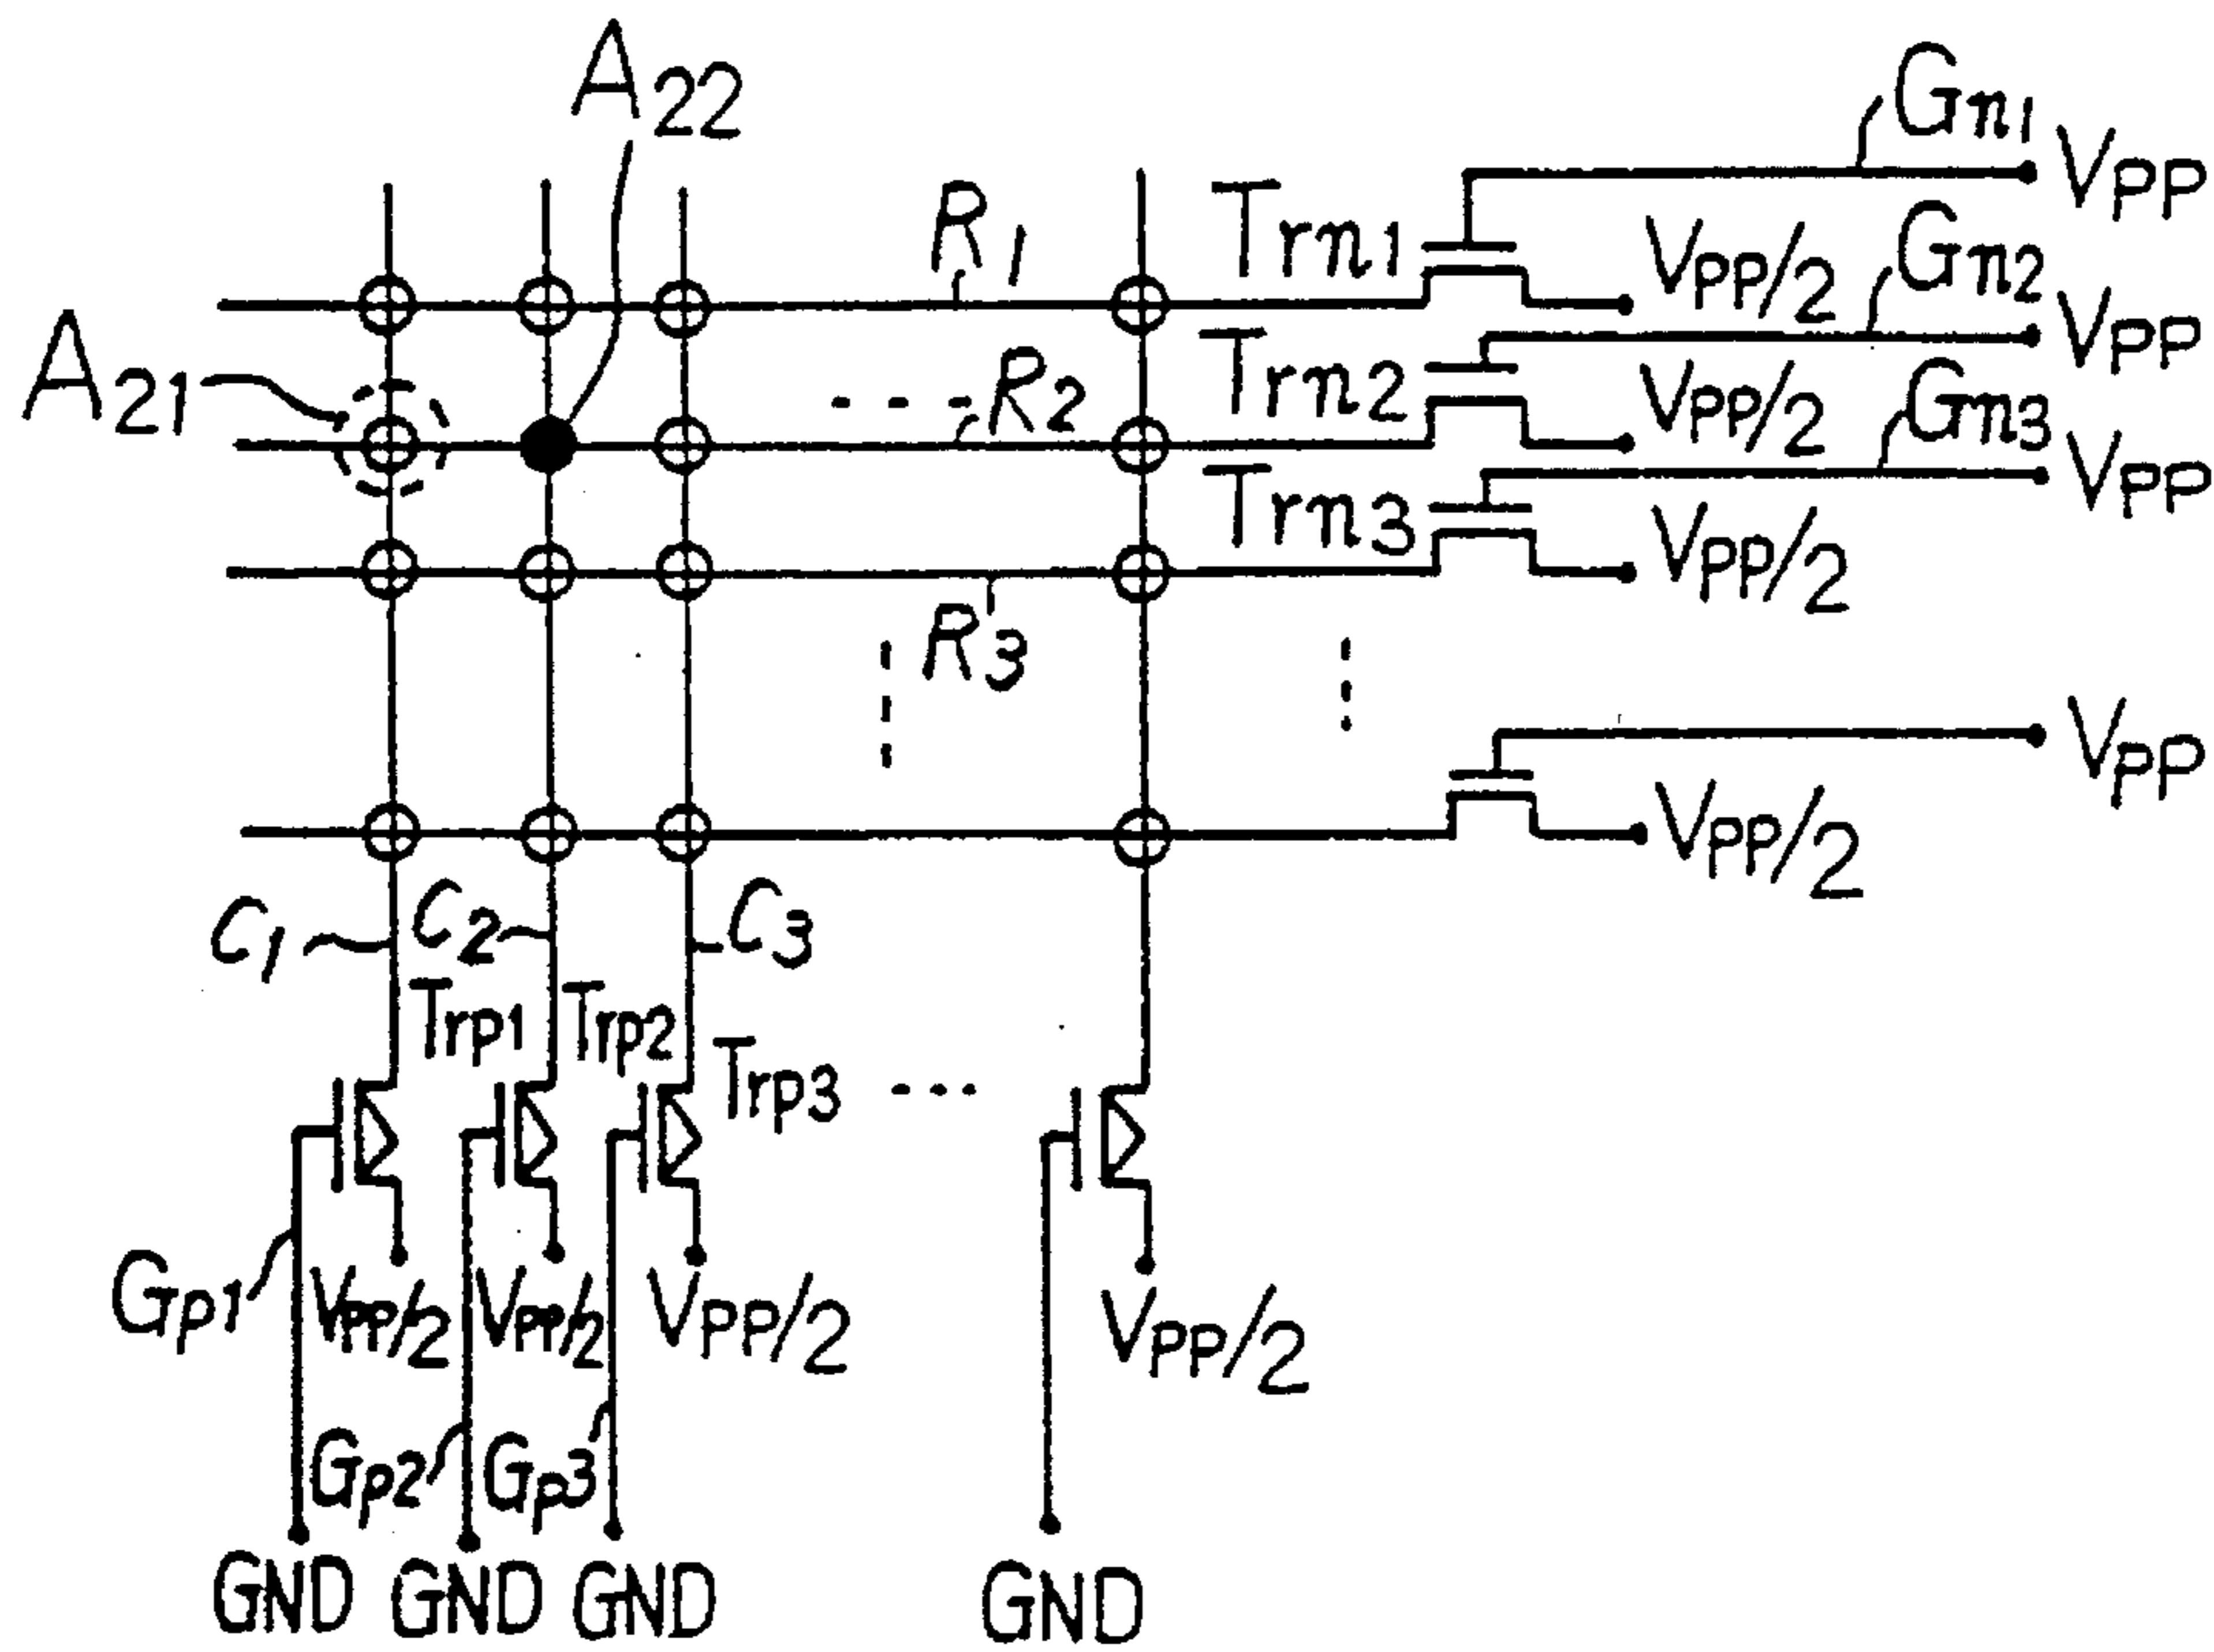 A22
Gn1
VPP
R1
Trn1
VPP/2
Gn2
VPP
A21
R2
Trn2
VPP/2
Gn3
VPP
Trn3
VPP/2
R3
VPP
VPP/2
C1
C2
C3
Trp1
Trp2
Trp3
Gp1
VPP/2
VPP/2
VPP/2
VPP/2
Gp2
Gp3
GND
GND
GND
GND